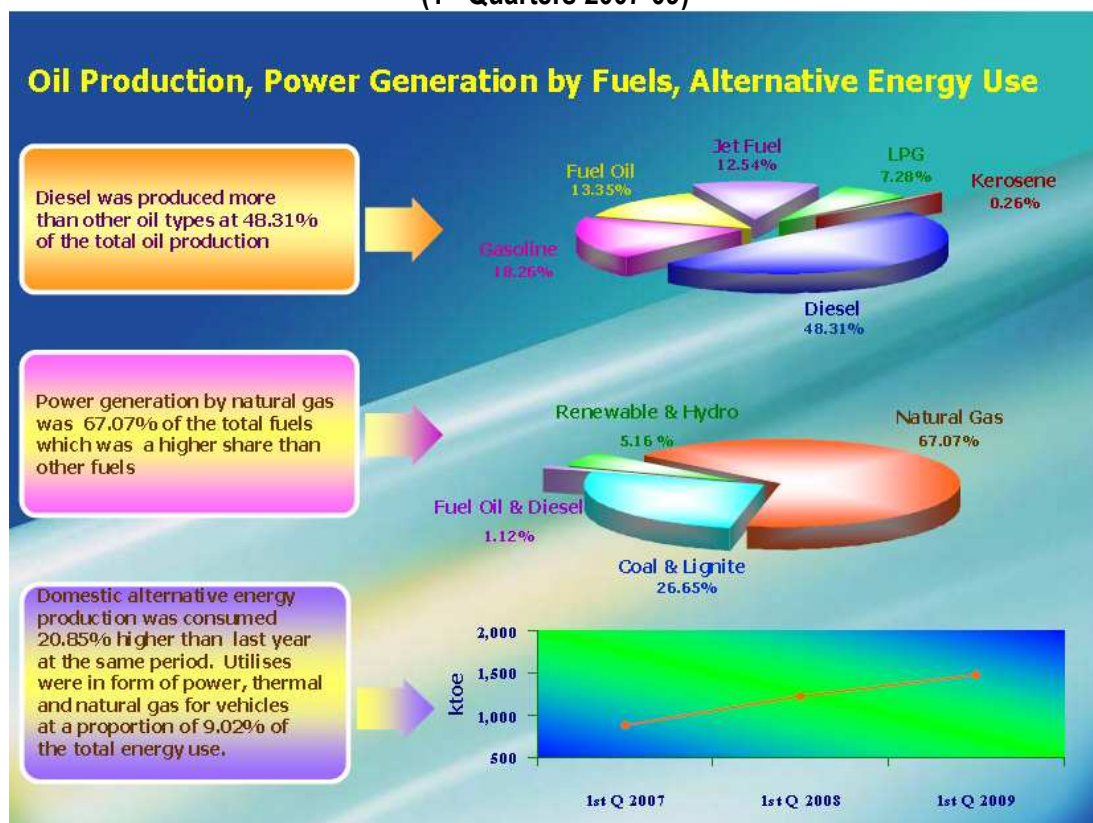 Oil Production, Power Generation by Fuels, Alternative Energy Use
Diesel was produced more
than other oil types at 48.31%
of the total oil production
Jet Fuel
12.54%
LPG
7.28%
Fuel Oil
13.35%
Kerosene
0.26%
Gasoline
18.26%
Diesel
48.31%
Power generation by natural gas
was 67.07% of the total fuels
which was a higher share than
other fuels
Renewable & Hydro
5.16 %
Natural Gas
67.07%
Fuel Oil & Diesel
1.12%
Coal & Lignite
26.65%
Domestic alternative energy
production was consumed
20.85% higher than last year
at the same period. Utilises
were in form of power, thermal
and natural gas for vehicles
at a proportion of 9.02% of
the total energy use.
ktoe
2,000
1,500
1,000
500
1st Q 2007
1st Q 2008
1st Q 2009